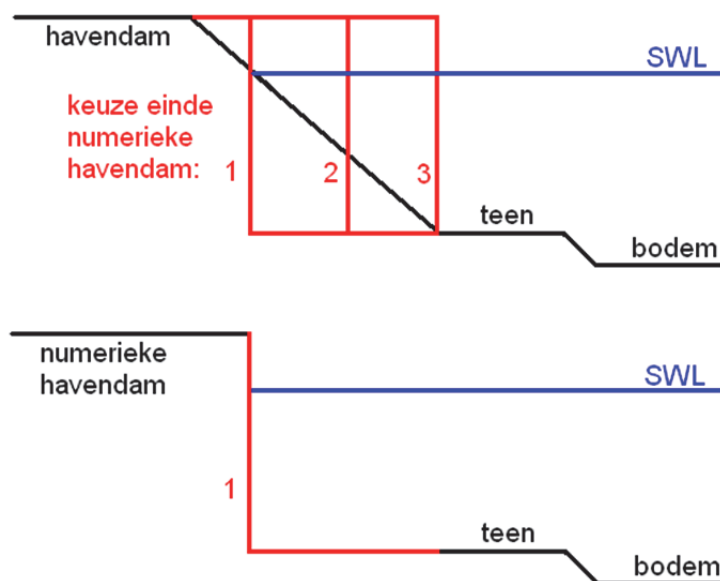 havendam
SWL
keuze einde
numerieke
havendam: 1 2 3
teen
bodem
numerieke
havendam
SWL
1
teen
bodem